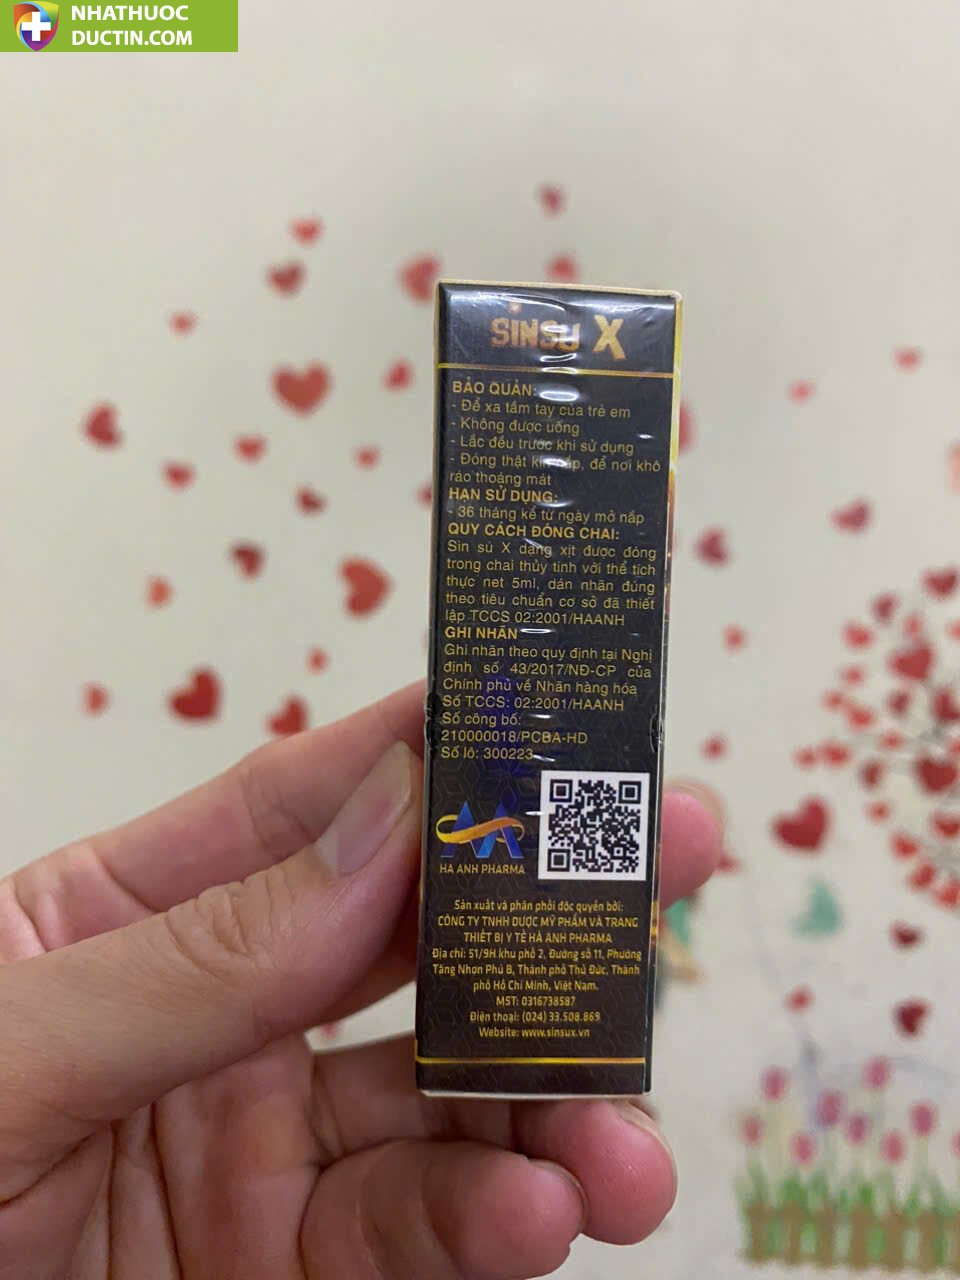 NHATHUOC
DUCTIN.COM
SÌNSU X
BẢO QUẢN:
- Để xa tầm tay của trẻ em
- Không được uống
- Lắc đều trước khi sử dụng
- Đóng thật kín nắp, để nơi khô
ráo thoáng mát
HẠN SỬ DỤNG:
- 36 tháng kể từ ngày mở nắp
QUY CÁCH ĐÓNG CHAI:
Sìn sú X dạng xịt được đóng
trong chai thủy tinh với thể tích
thực net 5ml, dán nhãn đúng
theo tiêu chuẩn cơ sở đã thiết
lập TCCS 02:2001/HAANH
GHI NHÃN
Ghi nhãn theo quy định tại Nghị
định số 43/2017/NĐ-CP của
Chính phủ về Nhãn hàng hóa
Số TCCS: 02:2001/HAANH
Số công bố:
210000018/PCBA-HD
Số lô: 300223
HA ANH PHARMA
Sản xuất và phân phối độc quyền bởi:
CÔNG TY TNHH DƯỢC MỸ PHẨM VÀ TRANG
THIẾT BỊ Y TẾ HÀ ANH PHARMA
Địa chỉ: 51/9H khu phố 2, Đường số 11, Phường
Tăng Nhơn Phú B, Thành phố Thủ Đức, Thành
phố Hồ Chí Minh, Việt Nam.
MST: 0316738587
Điện thoại: (024) 33.508.869
Website: www.sinsux.vn